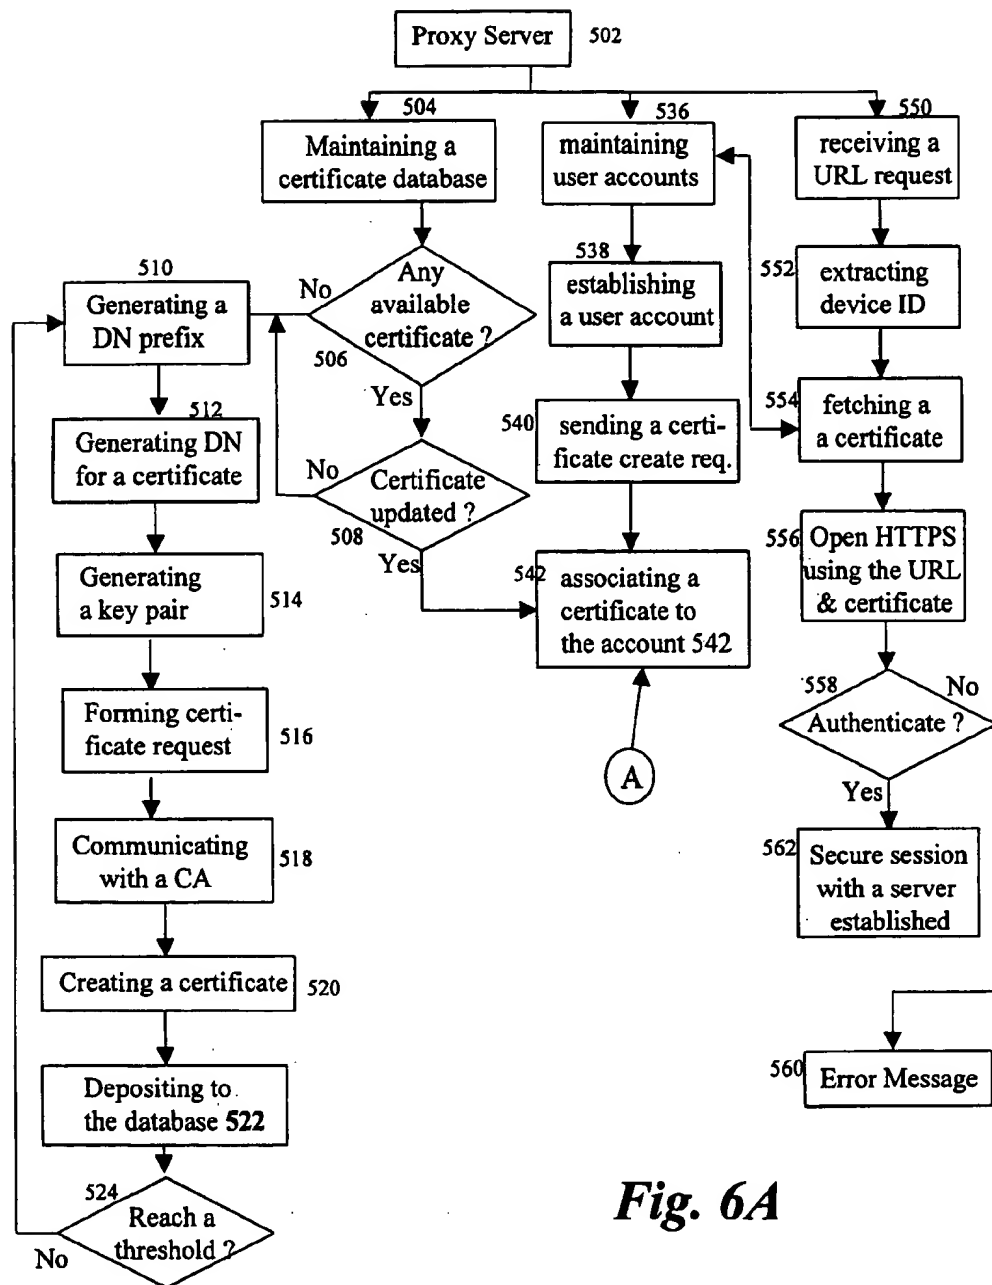 Proxy Server
502
504
Maintaining a
certificate database
536
maintaining
user accounts
550
receiving a
URL request
510
Generating a
DN prefix
No
Any
available
certificate ?
506
Yes
538
establishing
a user account
552
extracting
device ID
512
Generating DN
for a certificate
No
Certificate
updated ?
508
Yes
540
sending a certi-
ficate create req.
554
fetching a
a certificate
Generating
a key pair
514
542
associating a
certificate to
the account 542
556
Open HTTPS
using the URL
& certificate
Forming certi-
ficate request
516
A
558
No
Authenticate ?
Yes
Communicating
with a CA
518
562
Secure session
with a server
established
Creating a certificate
520
Depositing to
the database 522
560
Error Message
524
Reach a
threshold ?
No
Fig. 6A